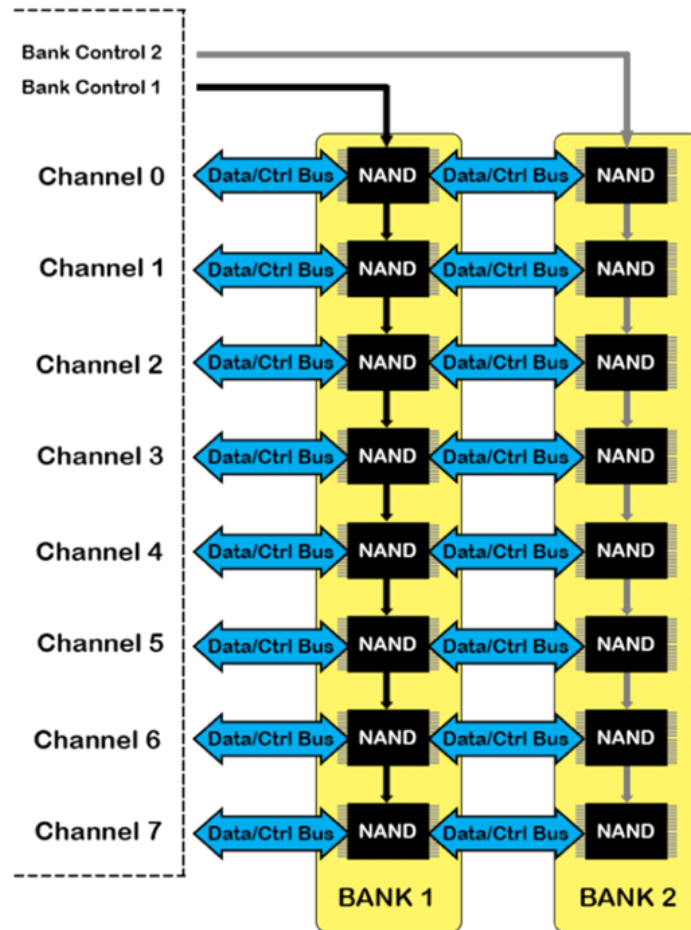 Bank Control 2
Bank Control 1
Channel 0 Data/Ctrl Bus NAND Data/Ctrl Bus NAND
Channel 1 Data/Ctrl Bus NAND Data/Ctrl Bus NAND
Channel 2 Data/Ctrl Bus NAND Data/Ctrl Bus NAND
Channel 3 Data/Ctrl Bus NAND Data/Ctrl Bus NAND
Channel 4 Data/Ctrl Bus NAND Data/Ctrl Bus NAND
Channel 5 Data/Ctrl Bus NAND Data/Ctrl Bus NAND
Channel 6 Data/Ctrl Bus NAND Data/Ctrl Bus NAND
Channel 7 Data/Ctrl Bus NAND Data/Ctrl Bus NAND
BANK 1 BANK 2